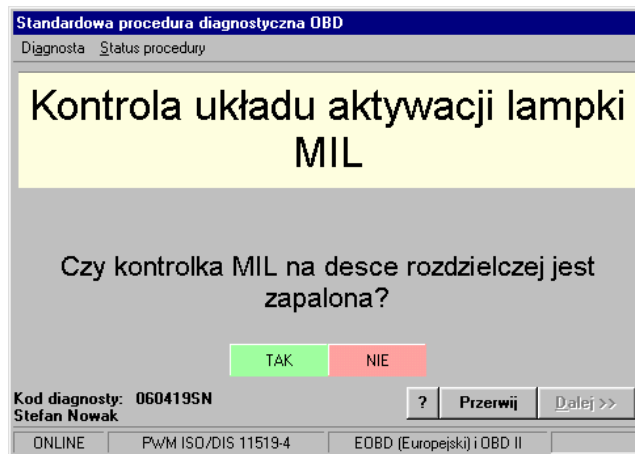 Standardowa procedura diagnostyczna OBD
Diagnosta Status procedury
Kontrola układu aktywacji lampki
MIL
Czy kontrolka MIL na desce rozdzielczej jest
zapalona?
TAK NIE
Kod diagnosty: 060419SN
Stefan Nowak
? Przerwij Dalej >>
ONLINE PWM ISO/DIS 11519-4 EOBD (Europejski) i OBD II